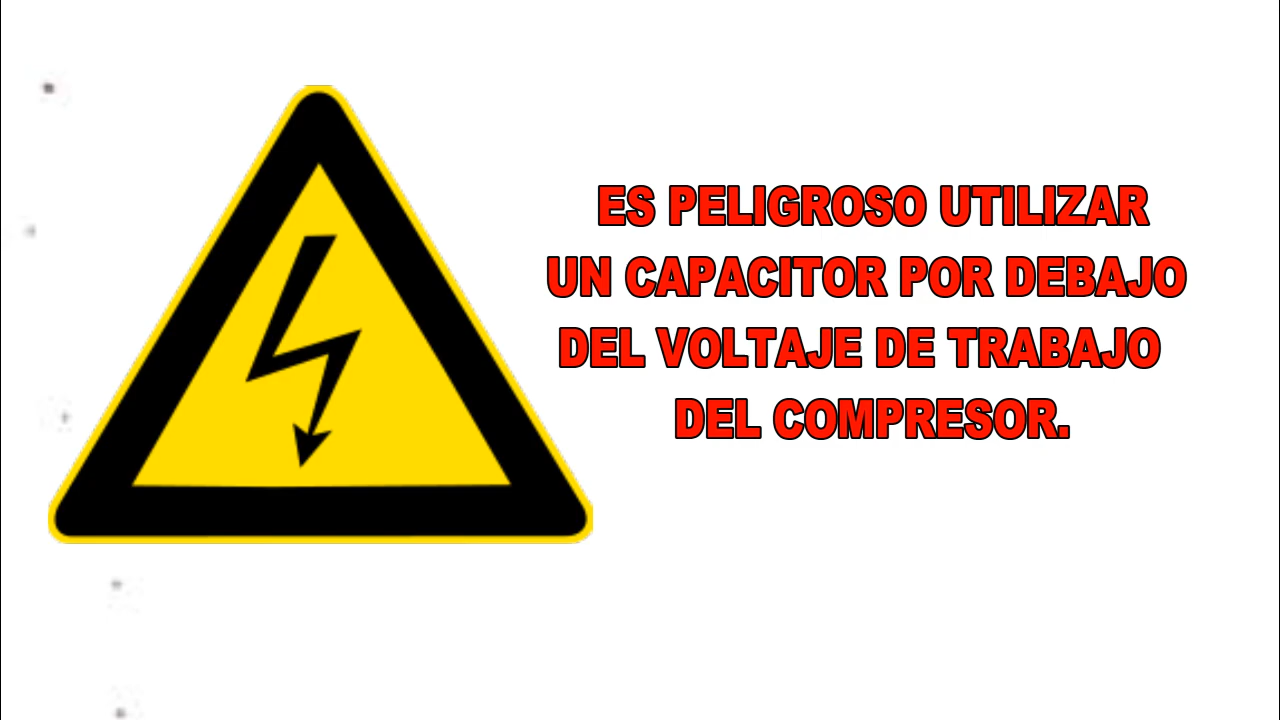 ES PELIGROSO UTILIZAR
UN CAPACITOR POR DEBAJO
DEL VOLTAJE DE TRABAJO
DEL COMPRESOR.